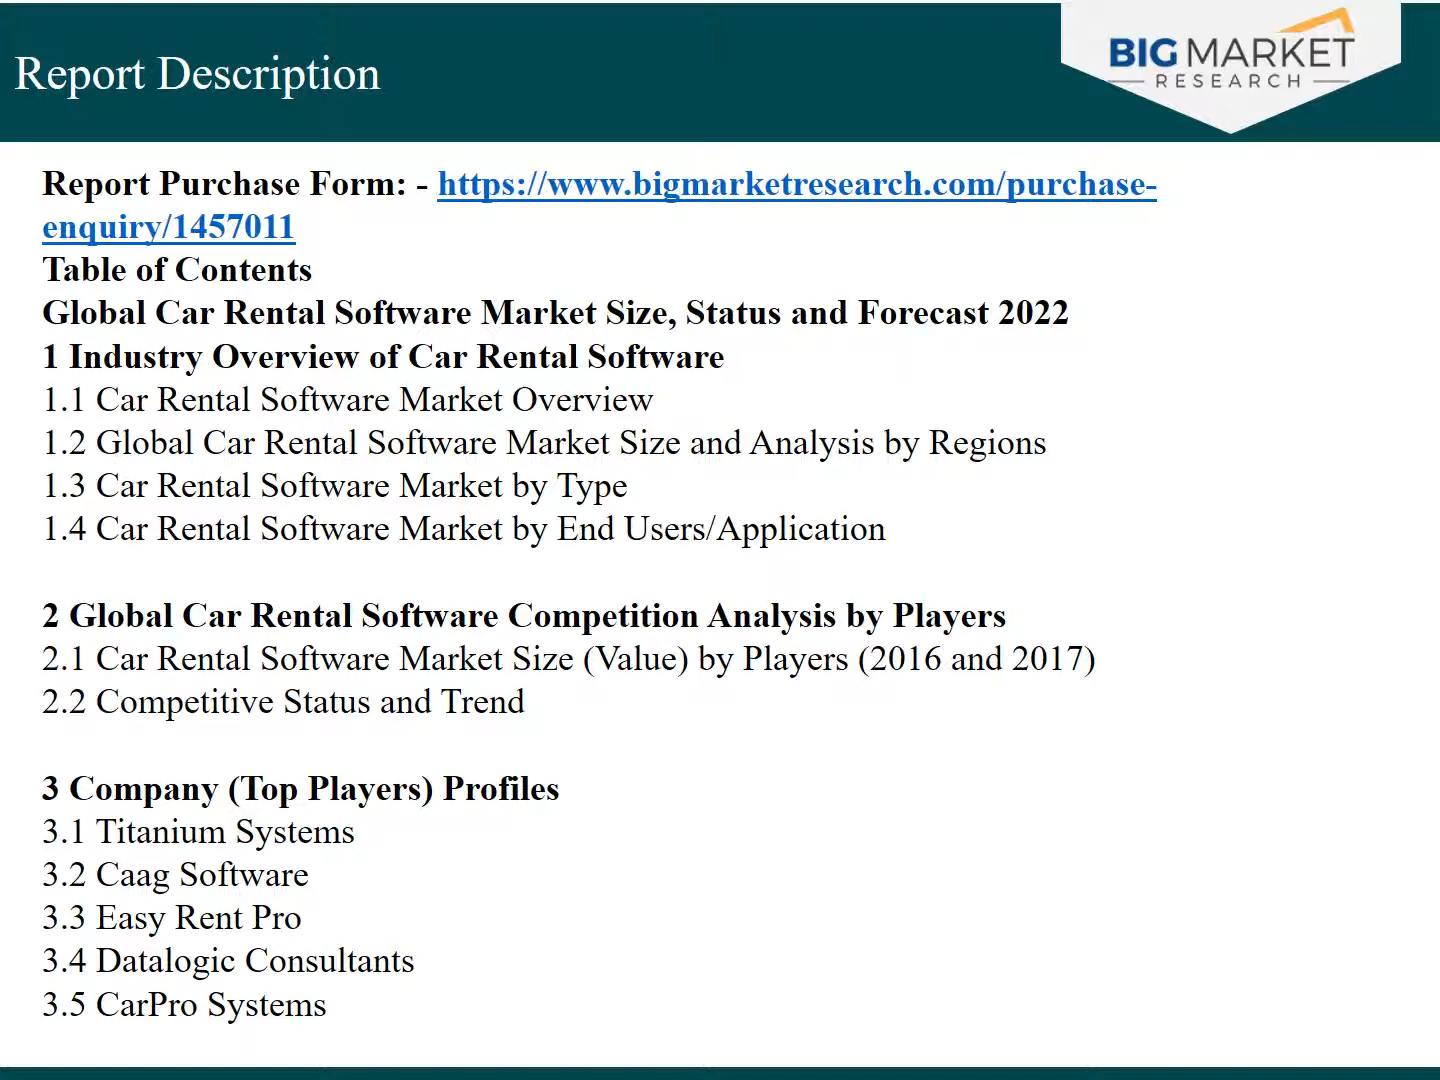 Report Description
BIG MARKET
RESEARCH
Report Purchase Form: - https://www.bigmarketresearch.com/purchase-
enquiry/1457011
Table of Contents
Global Car Rental Software Market Size, Status and Forecast 2022
1 Industry Overview of Car Rental Software
1.1 Car Rental Software Market Overview
1.2 Global Car Rental Software Market Size and Analysis by Regions
1.3 Car Rental Software Market by Type
1.4 Car Rental Software Market by End Users/Application
2 Global Car Rental Software Competition Analysis by Players
2.1 Car Rental Software Market Size (Value) by Players (2016 and 2017)
2.2 Competitive Status and Trend
3 Company (Top Players) Profiles
3.1 Titanium Systems
3.2 Caag Software
3.3 Easy Rent Pro
3.4 Datalogic Consultants
3.5 CarPro Systems